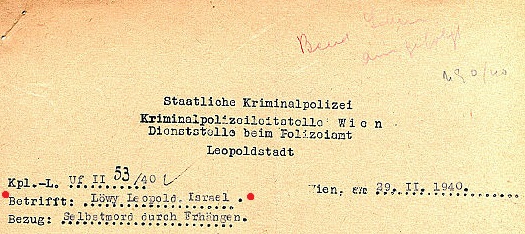 Staatliche Kriminalpolizei
Kriminalpolizeileitstelle Wien
Dienststelle beim Polizeiamt
Leopoldstadt
Kpl.-L. Vf II 53/40
Wien, am 29. II. 1940.
Betrifft: Löwy Leopold Israel.
Bezug: Selbstmord durch Erhängen.